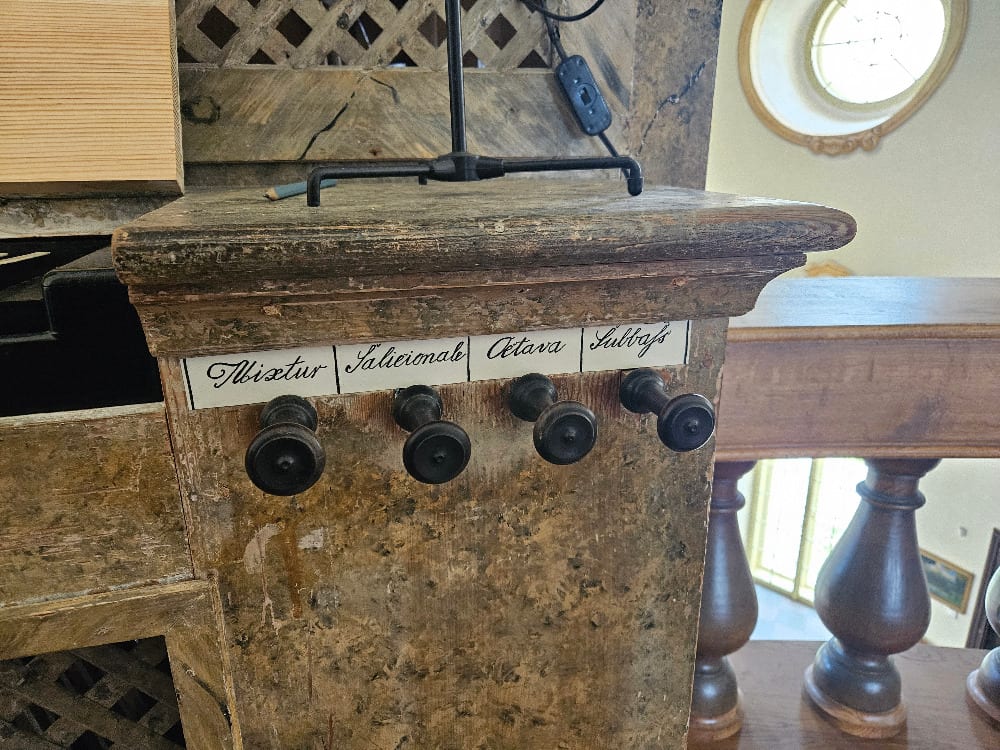 Mixtur
Salicionale
Octava
Subbaſs